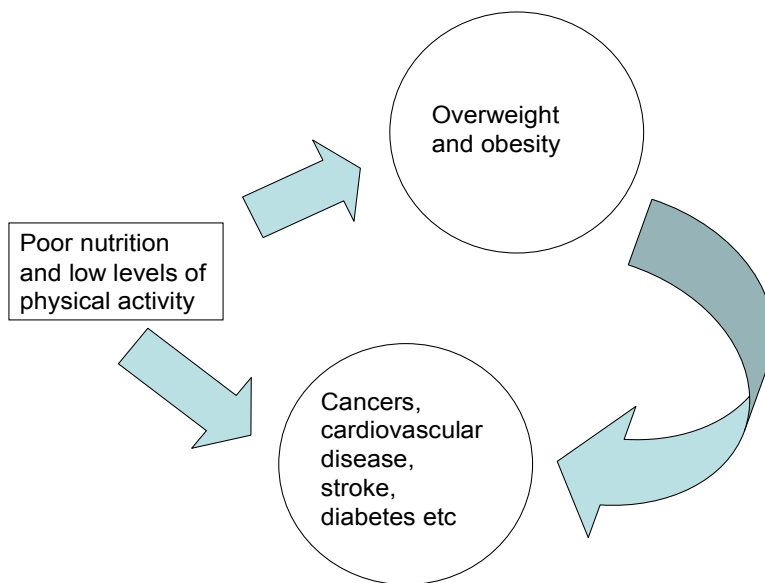 Overweight
and obesity
Poor nutrition
and low levels of
physical activity
Cancers,
cardiovascular
disease,
stroke,
diabetes etc